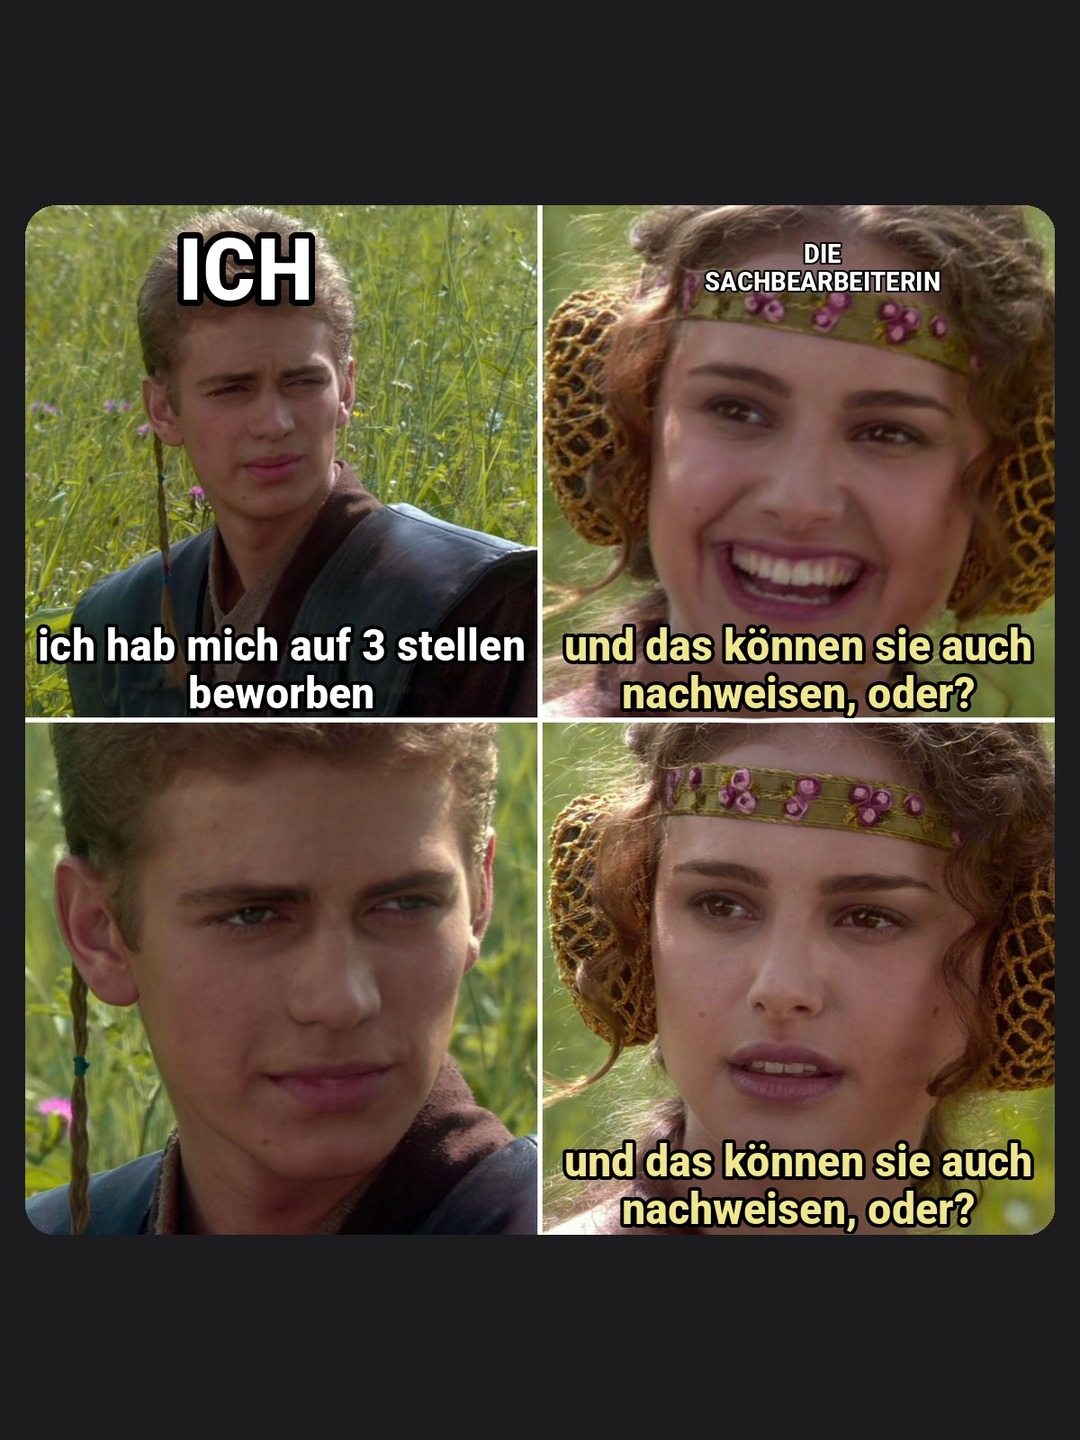 ICH
ich hab mich auf 3 stellen
beworben
DIE
SACHBEARBEITERIN
und das können sie auch
nachweisen, oder?
und das können sie auch
nachweisen, oder?